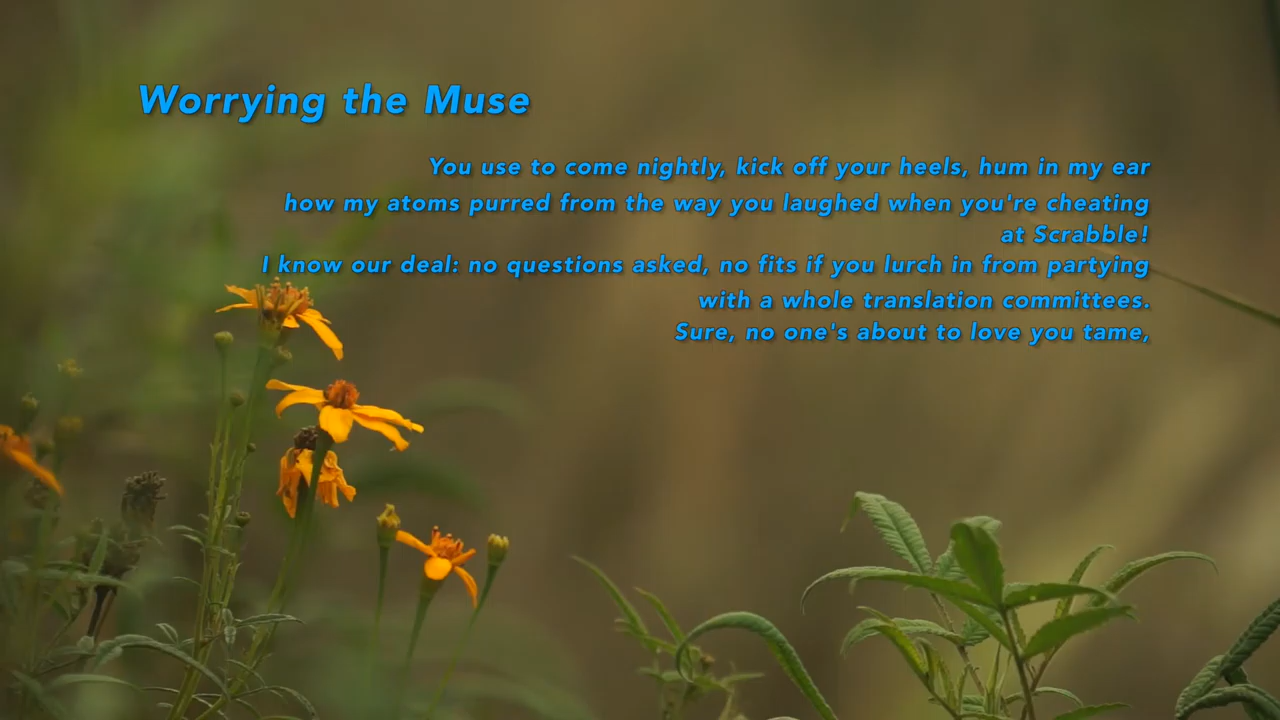 Worrying the Muse
You use to come nightly, kick off your heels, hum in my ear
how my atoms purred from the way you laughed when you're cheating
at Scrabble!
I know our deal: no questions asked, no fits if you lurch in from partying
with a whole translation committees.
Sure, no one's about to love you tame,